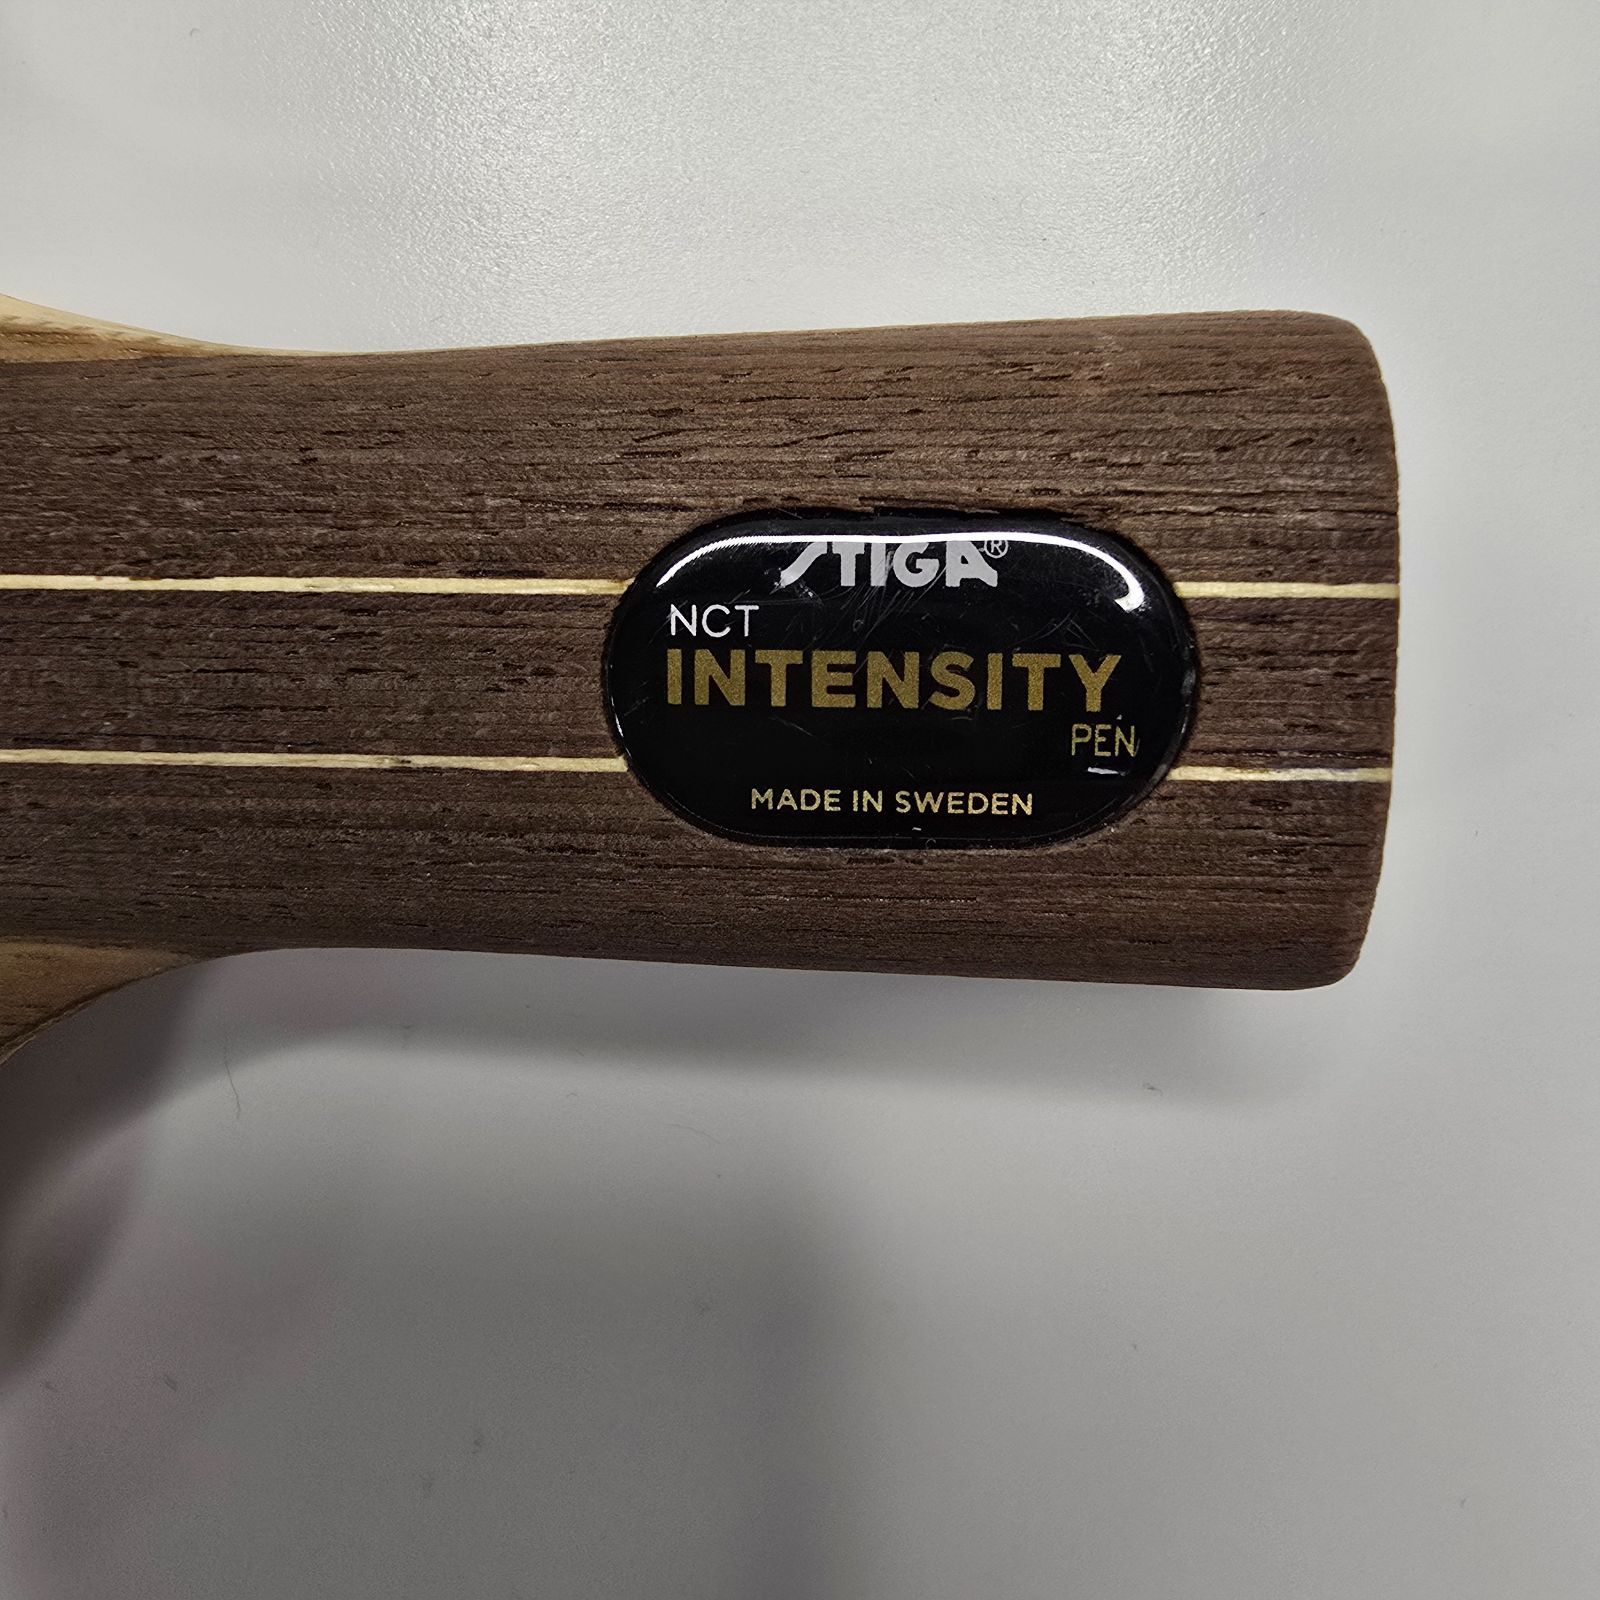 STIGA®
NCT
INTENSITY
PEN
MADE IN SWEDEN